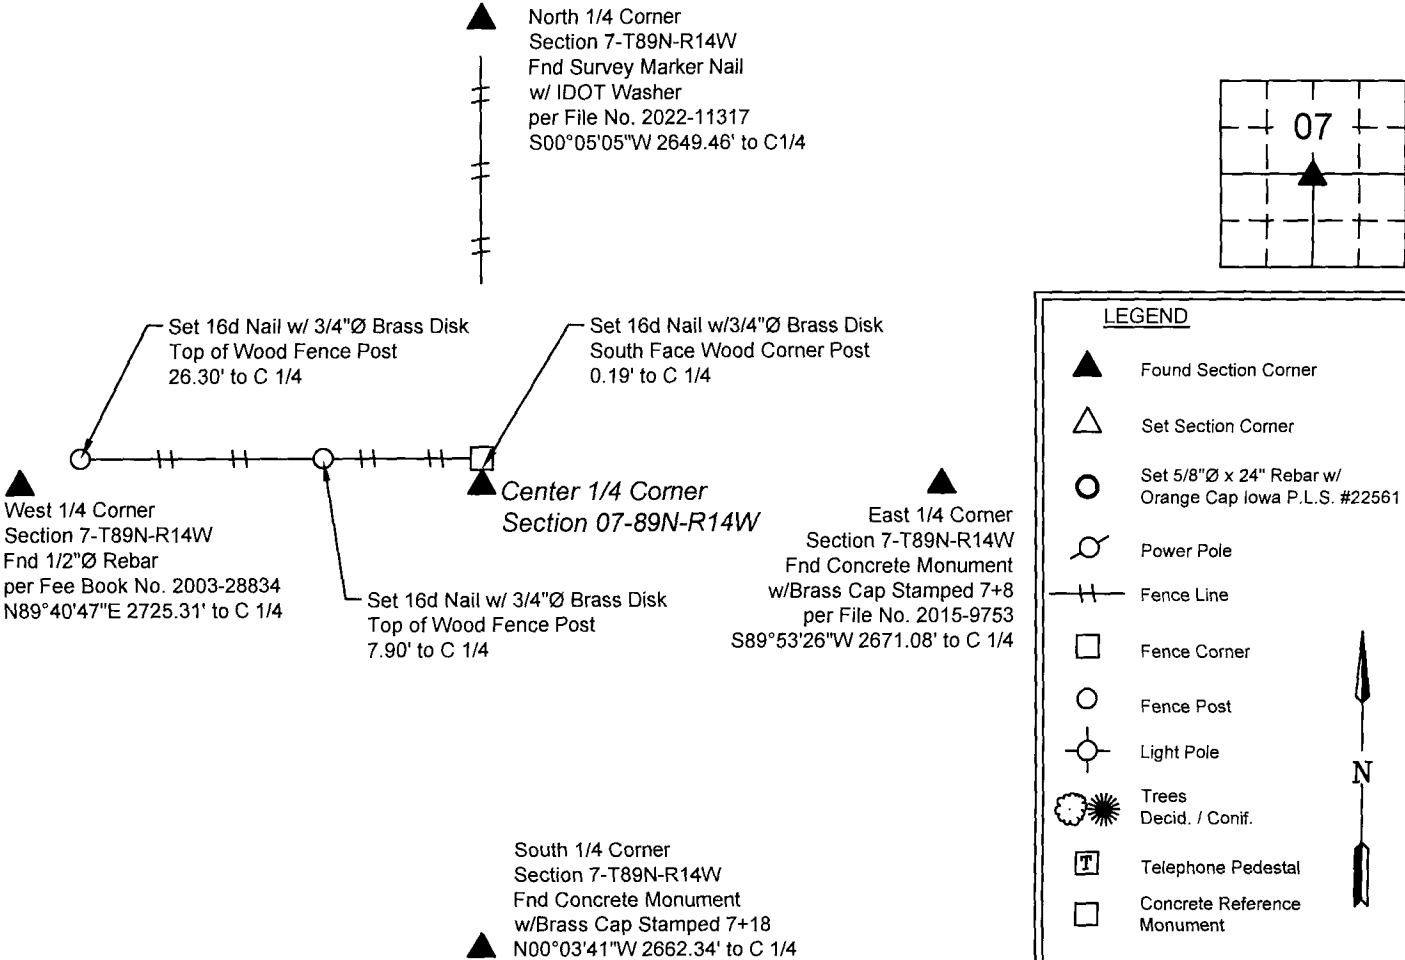 North 1/4 Corner
Section 7-T89N-R14W
Fnd Survey Marker Nail
w/ IDOT Washer
per File No. 2022-11317
S00°05'05"W 2649.46' to C1/4
07
Set 16d Nail w/ 3/4"Ø Brass Disk
Top of Wood Fence Post
26.30' to C 1/4
Set 16d Nail w/3/4"Ø Brass Disk
South Face Wood Corner Post
0.19' to C 1/4
West 1/4 Corner
Section 7-T89N-R14W
Fnd 1/2"Ø Rebar
per Fee Book No. 2003-28834
N89°40'47"E 2725.31' to C 1/4
Center 1/4 Corner
Section 07-89N-R14W
Set 16d Nail w/ 3/4"Ø Brass Disk
Top of Wood Fence Post
7.90' to C 1/4
East 1/4 Corner
Section 7-T89N-R14W
Fnd Concrete Monument
w/Brass Cap Stamped 7+8
per File No. 2015-9753
S89°53'26"W 2671.08' to C 1/4
South 1/4 Corner
Section 7-T89N-R14W
Fnd Concrete Monument
w/Brass Cap Stamped 7+18
N00°03'41"W 2662.34' to C 1/4
LEGEND
Found Section Corner
Set Section Corner
Set 5/8"Ø x 24" Rebar w/
Orange Cap Iowa P.L.S. #22561
Power Pole
Fence Line
Fence Corner
Fence Post
Light Pole
Trees
Decid. / Conif.
T Telephone Pedestal
Concrete Reference
Monument
N